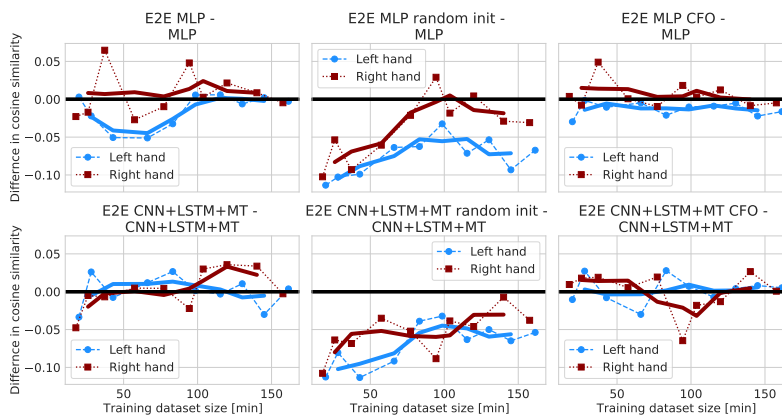 E2E MLP -
MLP
E2E MLP random init -
MLP
E2E MLP CFO -
MLP
Differnce in cosine similarity
0.05
0.00
−0.05
−0.10
Left hand
Right hand
Left hand
Right hand
Left hand
Right hand
E2E CNN+LSTM+MT -
CNN+LSTM+MT
E2E CNN+LSTM+MT random init -
CNN+LSTM+MT
E2E CNN+LSTM+MT CFO -
CNN+LSTM+MT
Differnce in cosine similarity
0.05
0.00
−0.05
−0.10
Left hand
Right hand
Left hand
Right hand
Left hand
Right hand
50 100 150
50 100 150
50 100 150
Training dataset size [min]
Training dataset size [min]
Training dataset size [min]